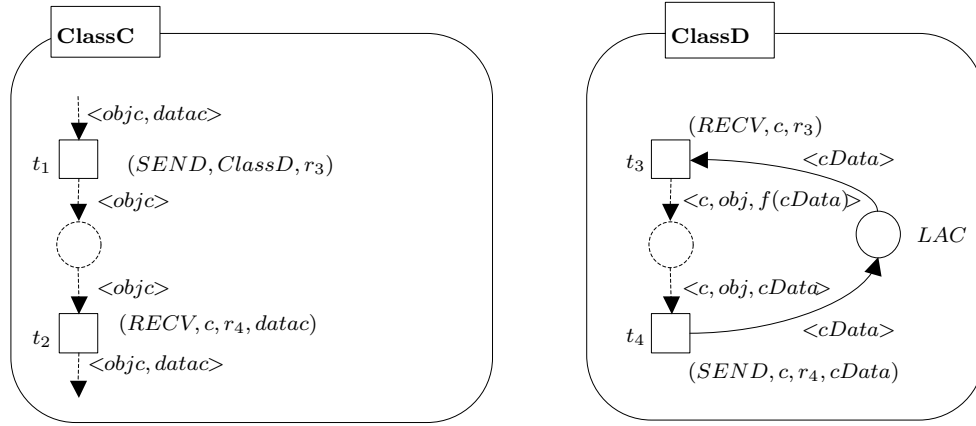 ClassC
<objc, datac>
t1
(SEND, ClassD, r3)
<objc>
<objc>
(RECV, c, r4, datac)
t2
<objc, datac>
ClassD
(RECV, c, r3)
<cData>
t3
<c, obj, f(cData)>
LAC
<c, obj, cData>
<cData>
t4
(SEND, c, r4, cData)